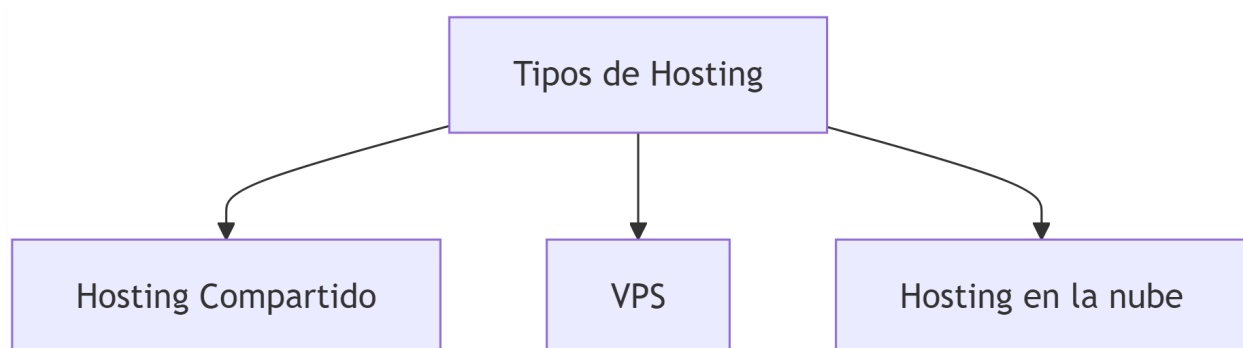 Tipos de Hosting
Hosting Compartido
VPS
Hosting en la nube